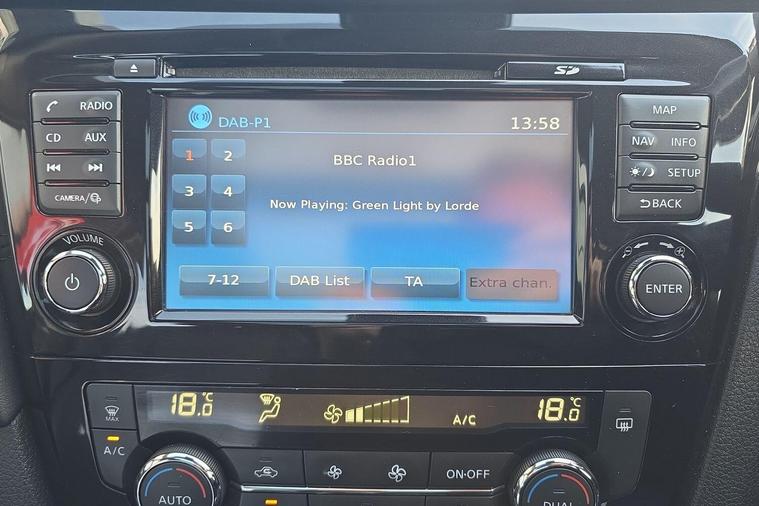 SD
RADIO
CD AUX
CAMERA/
VOLUME
DAB-P1 13:58
1 2
3 4
5 6
BBC Radio1
Now Playing: Green Light by Lorde
7-12 DAB List TA Extra chan.
MAP
NAV INFO
SETUP
BACK
ENTER
18.0 °C
A/C
18.0 °C
MAX
A/C
AUTO
ON·OFF
DUAL